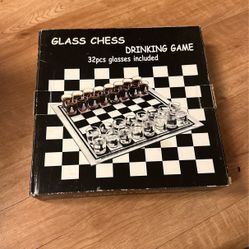 GLASS CHESS
DRINKING GAME
32pcs glasses included